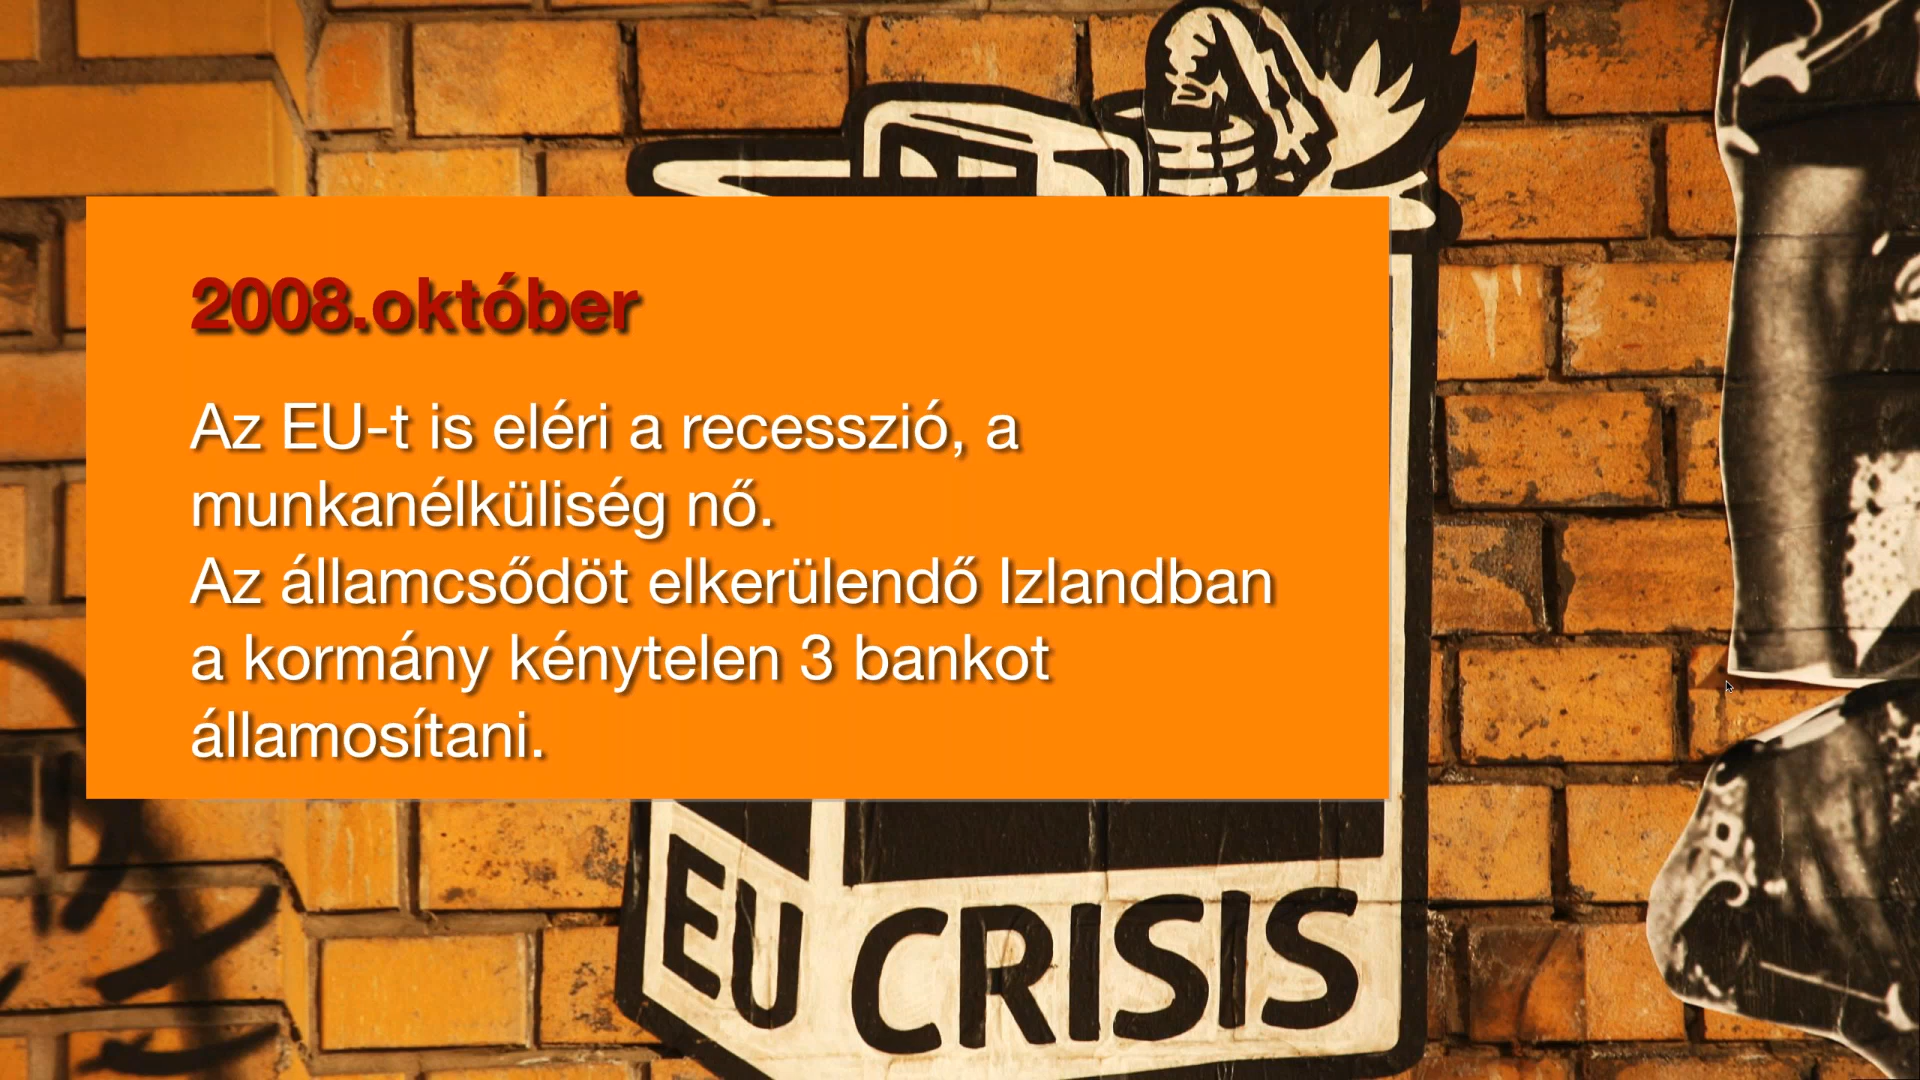 2008.október
Az EU-t is eléri a recesszió, a
munkanélküliség nő.
Az államcsődöt elkerülendő Izlandban
a kormány kénytelen 3 bankot
államosítani.
EU CRISIS